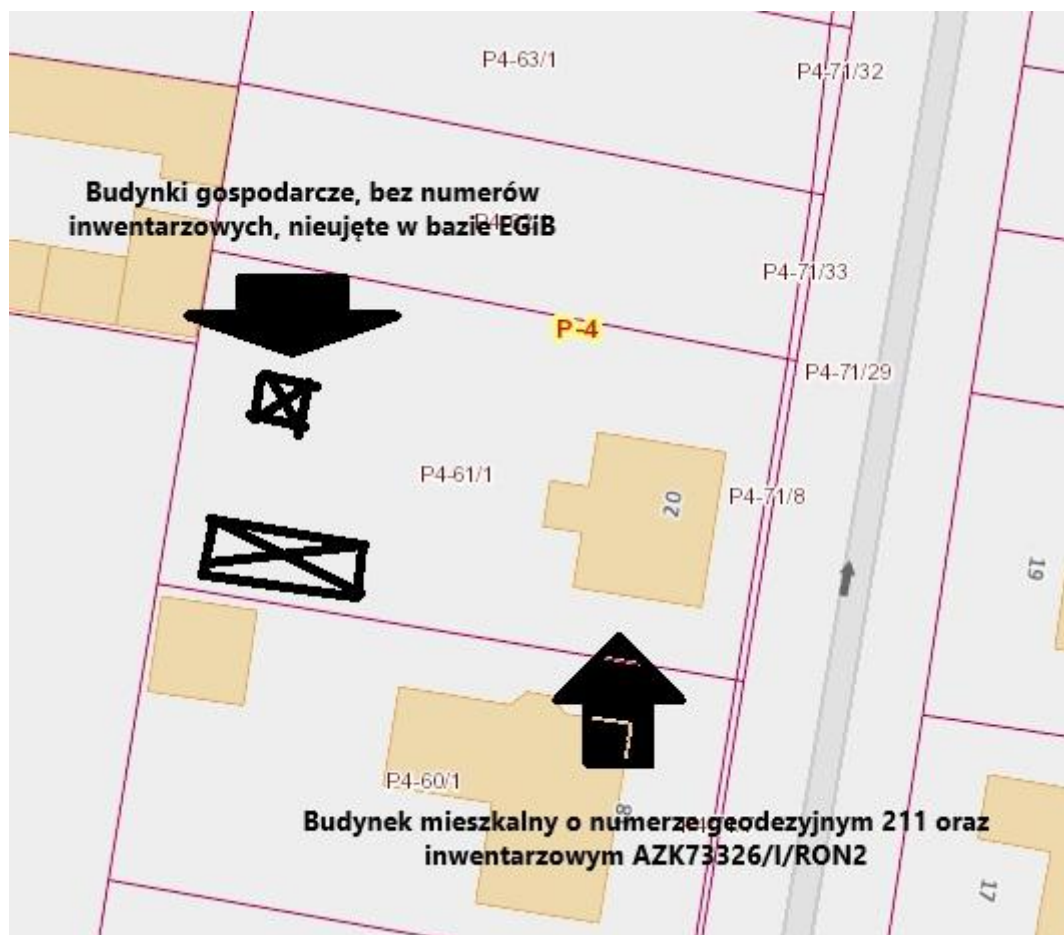 P4-63/1
P4-71/32
Budynki gospodarcze, bez numerów
inwentarzowych, nieujęte w bazie EGiB
P4-71/33
P-4
P4-71/29
P4-61/1
20
P4-71/8
19
P4-60/1
8
Budynek mieszkalny o numerze geodezyjnym 211 oraz
inwentarzowym AZK73326/I/RON2
17